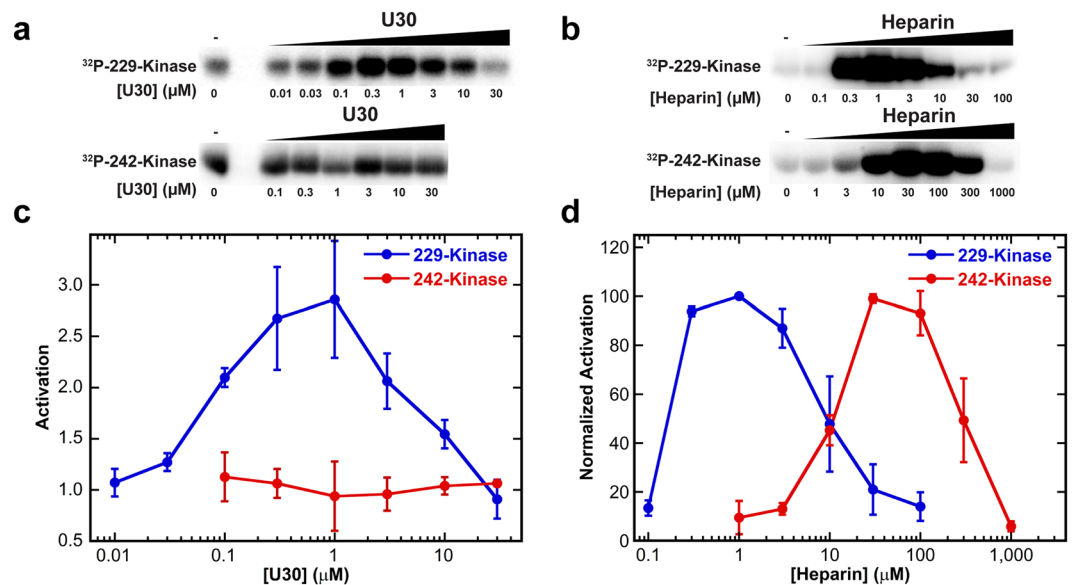 a
U30
-
³²P-229-Kinase
[U30] (µM)
0 0.01 0.03 0.1 0.3 1 3 10 30
U30
-
³²P-242-Kinase
[U30] (µM)
0 0.1 0.3 1 3 10 30
b
Heparin
-
³²P-229-Kinase
[Heparin] (µM)
0 0.1 0.3 1 3 10 30 100
Heparin
-
³²P-242-Kinase
[Heparin] (µM)
0 1 3 10 30 100 300 1000
c
229-Kinase
242-Kinase
3.0
2.5
2.0
1.5
1.0
0.5
Activation
0.01 0.1 1 10
[U30] (µM)
d
229-Kinase
242-Kinase
120
100
80
60
40
20
0
Normalized Activation
0.1 1 10 100 1,000
[Heparin] (µM)